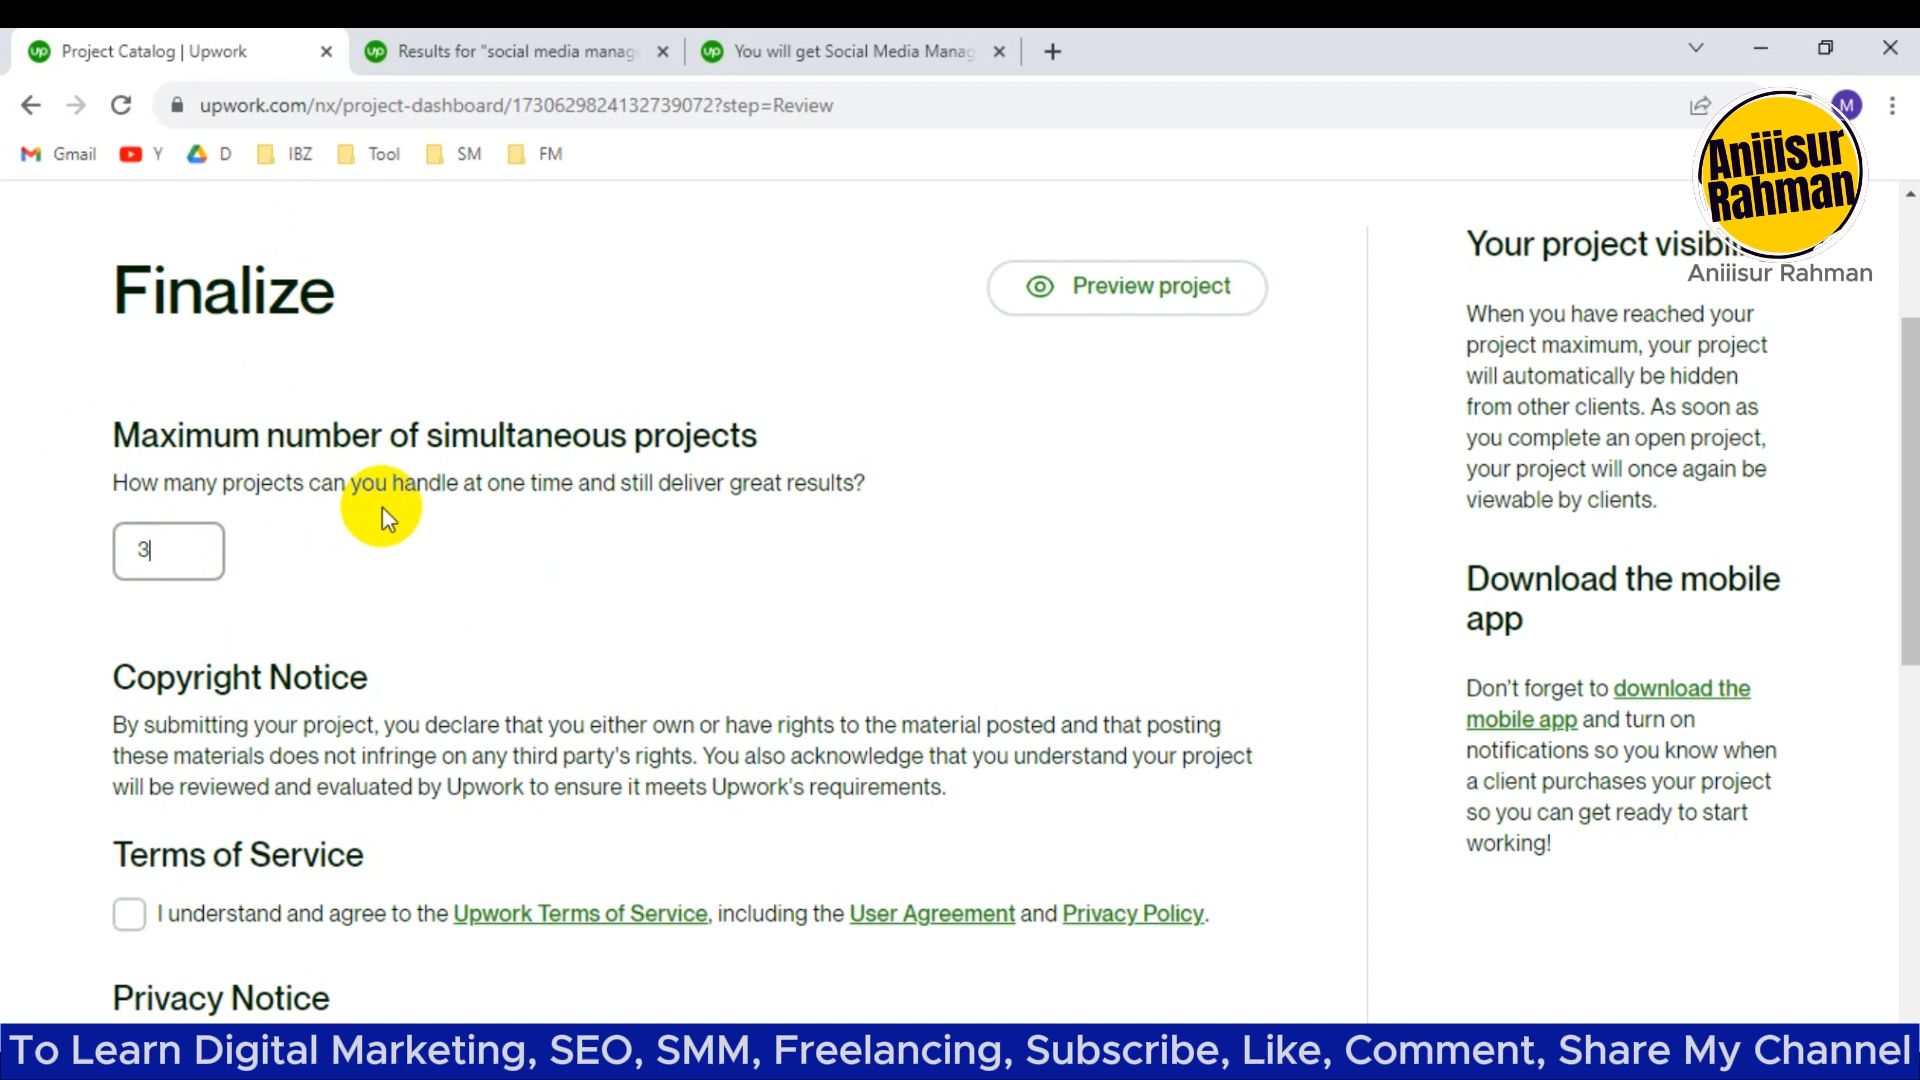 Project Catalog | Upwork
Results for "social media manag
You will get Social Media Manag
upwork.com/nx/project-dashboard/1730629824132739072?step=Review
M
Gmail
Y
D
IBZ
Tool
SM
FM
Aniiisur
Rahman
Aniiisur Rahman
Finalize
Preview project
Maximum number of simultaneous projects
How many projects can you handle at one time and still deliver great results?
3
Copyright Notice
By submitting your project, you declare that you either own or have rights to the material posted and that posting
these materials does not infringe on any third party's rights. You also acknowledge that you understand your project
will be reviewed and evaluated by Upwork to ensure it meets Upwork's requirements.
Terms of Service
I understand and agree to the Upwork Terms of Service, including the User Agreement and Privacy Policy.
Privacy Notice
Your project
When you have reached your
project maximum, your project
will automatically be hidden
from other clients. As soon as
you complete an open project,
your project will once again be
viewable by clients.
Download the mobile
app
Don't forget to download the
mobile app and turn on
notifications so you know when
a client purchases your project
so you can get ready to start
working!
To Learn Digital Marketing, SEO, SMM, Freelancing, Subscribe, Like, Comment, Share My Channel